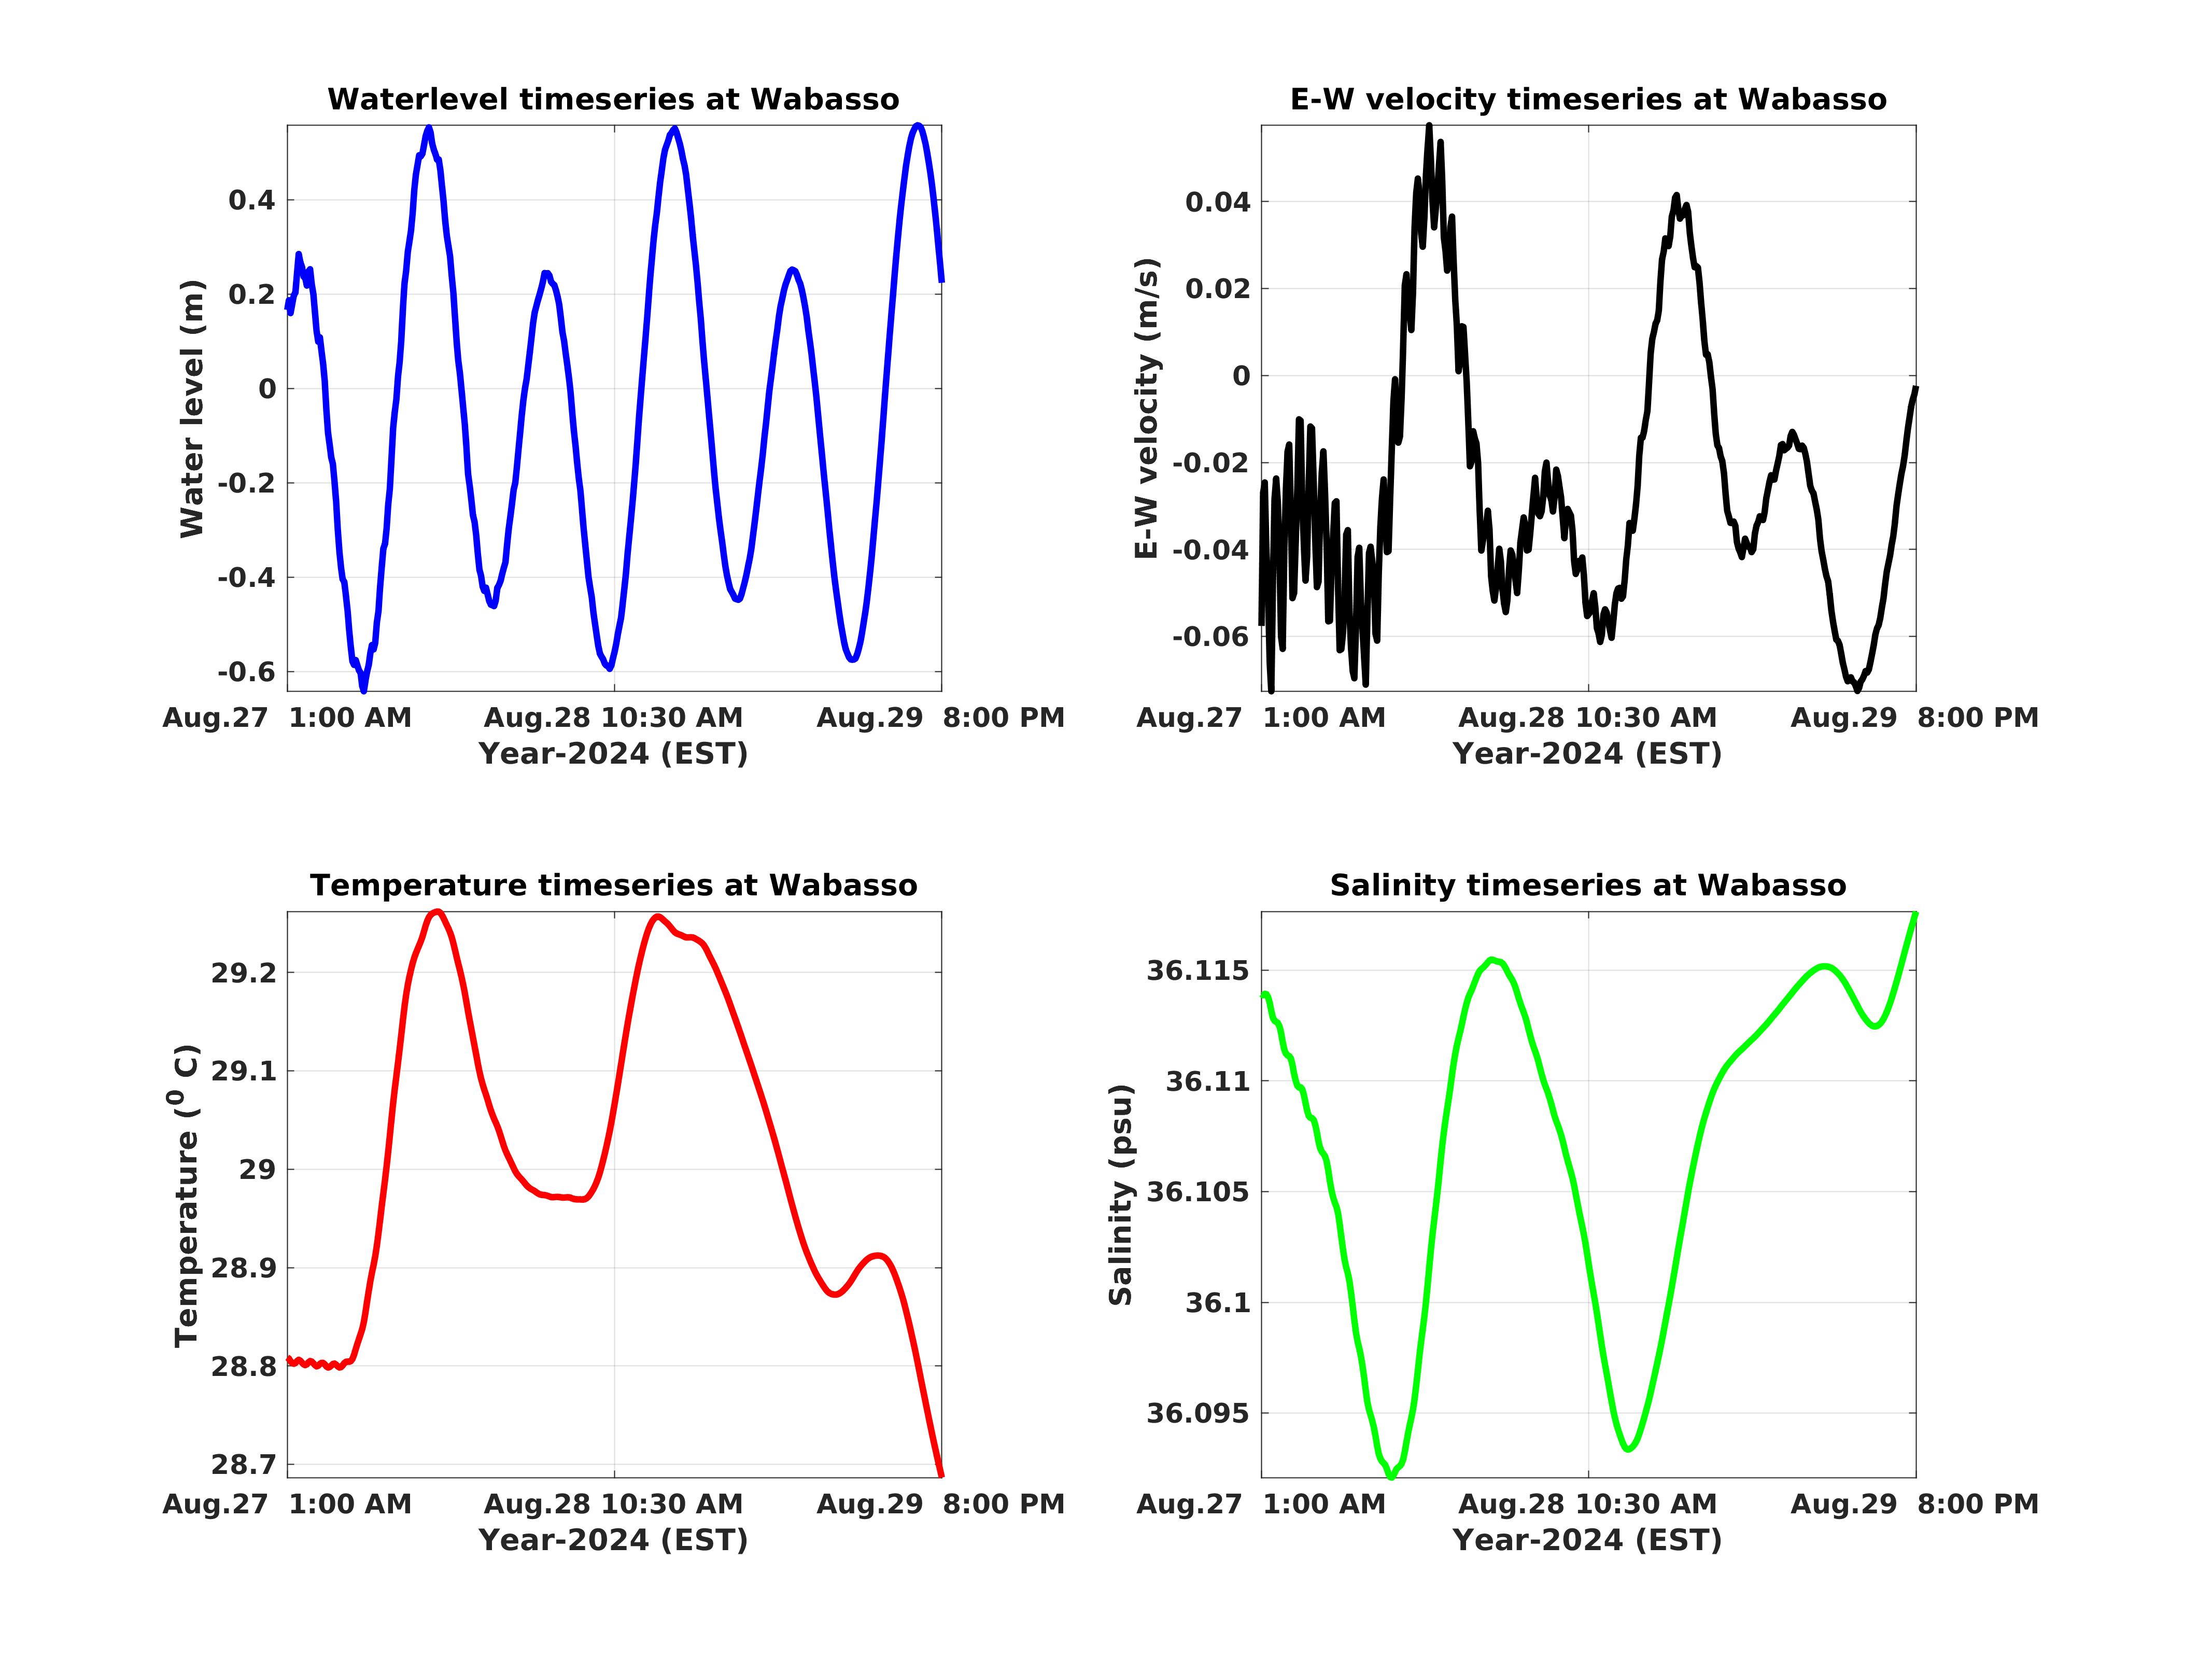 Waterlevel timeseries at Wabasso
Water level (m)
0.4
0.2
0
-0.2
-0.4
-0.6
Aug.27 1:00 AM Aug.28 10:30 AM Aug.29 8:00 PM
Year-2024 (EST)
E-W velocity timeseries at Wabasso
E-W velocity (m/s)
0.04
0.02
0
-0.02
-0.04
-0.06
Aug.27 1:00 AM Aug.28 10:30 AM Aug.29 8:00 PM
Year-2024 (EST)
Temperature timeseries at Wabasso
Temperature (⁰ C)
29.2
29.1
29
28.9
28.8
28.7
Aug.27 1:00 AM Aug.28 10:30 AM Aug.29 8:00 PM
Year-2024 (EST)
Salinity timeseries at Wabasso
Salinity (psu)
36.115
36.11
36.105
36.1
36.095
Aug.27 1:00 AM Aug.28 10:30 AM Aug.29 8:00 PM
Year-2024 (EST)